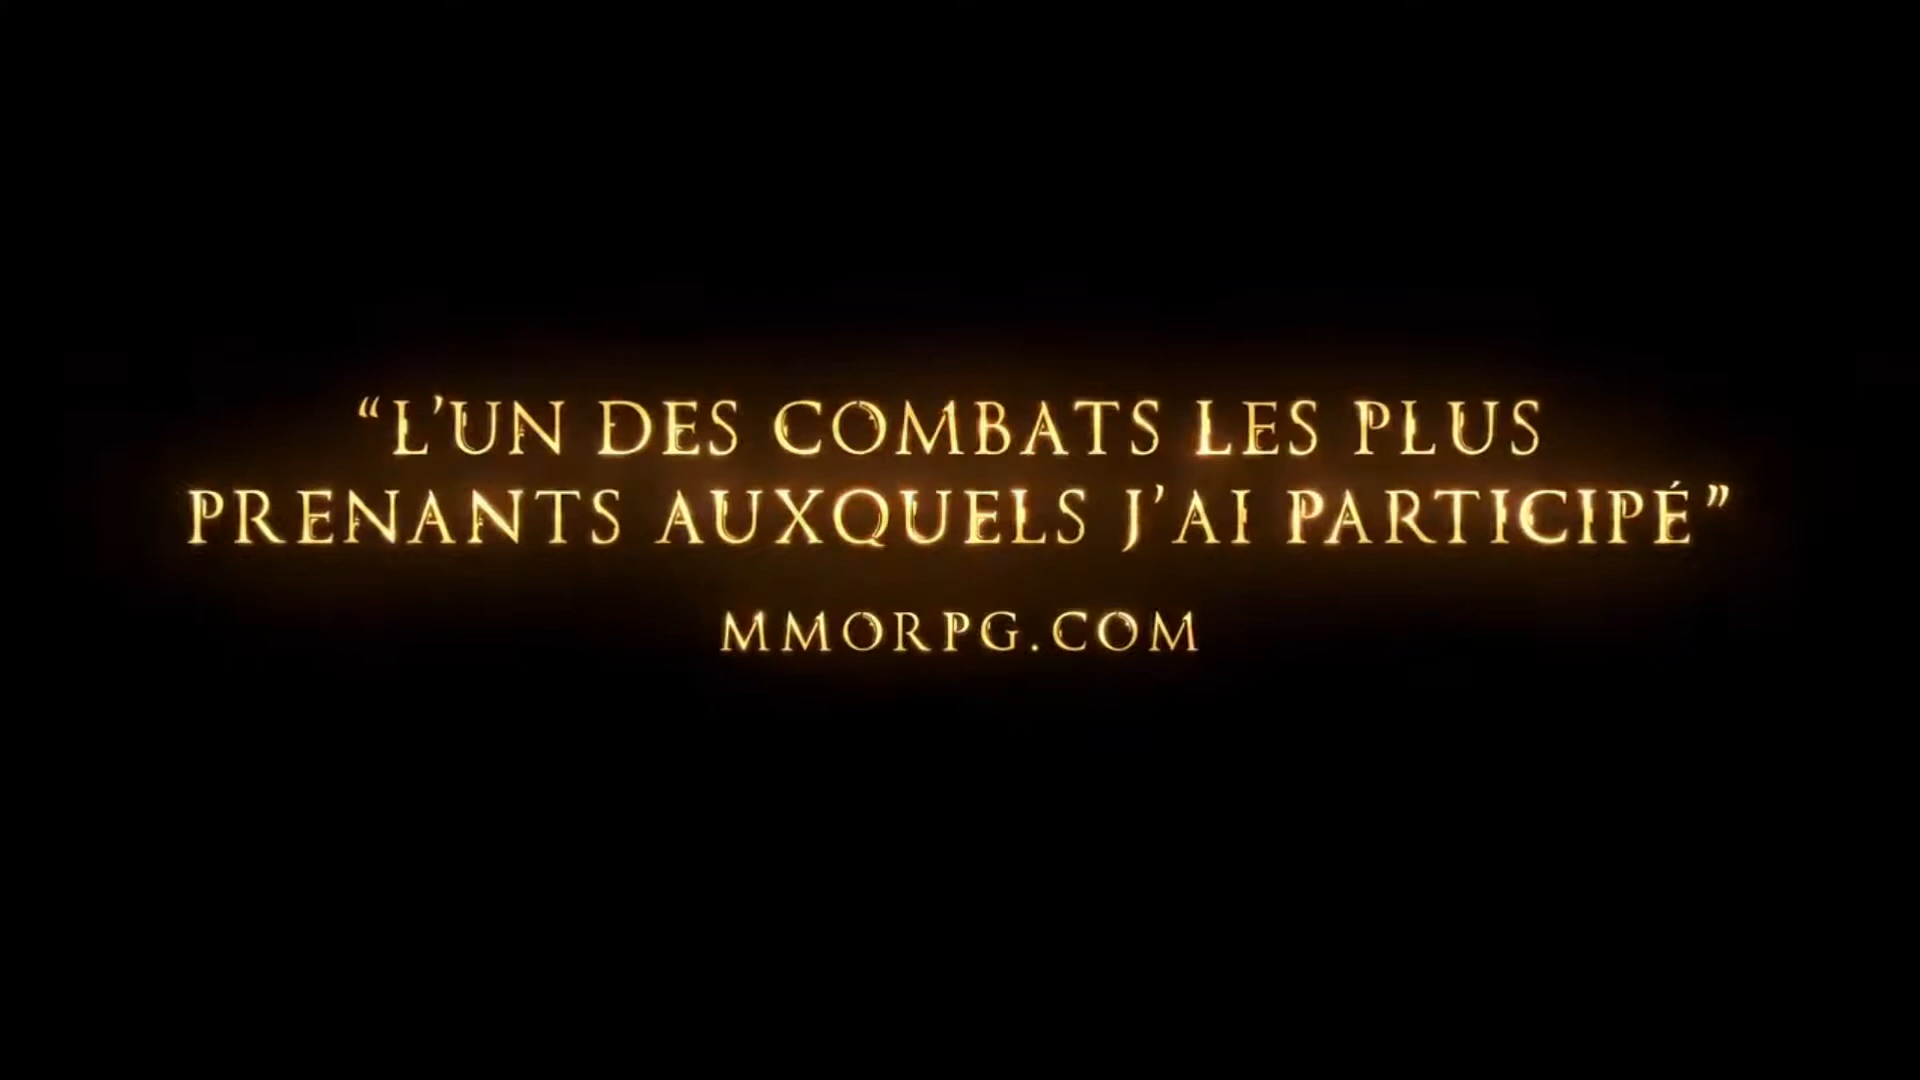 “L’UN DES COMBATS LES PLUS
PRENANTS AUXQUELS J’AI PARTICIPÉ”
MMORPG.COM